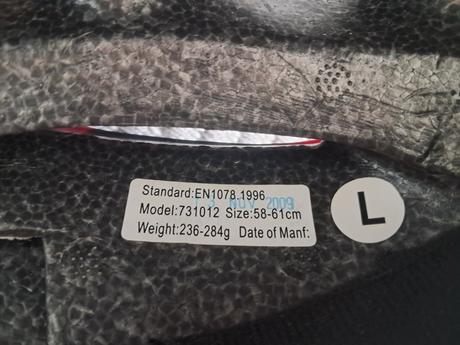 Standard:EN1078.1996
NOV 2009
Model:731012 Size:58-61cm
Weight:236-284g Date of Manf:
L